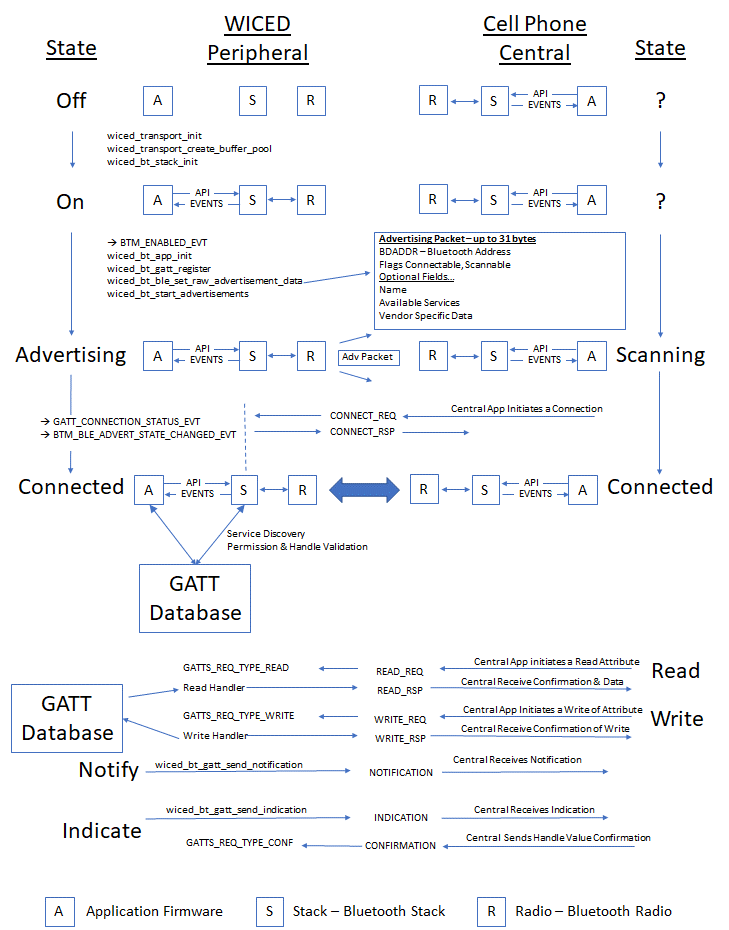 WICED
Peripheral
Cell Phone
Central
State
State
Off
A
S
R
R
S
API
EVENTS
A
?
wiced_transport_init
wiced_transport_create_buffer_pool
wiced_bt_stack_init
On
A
API
EVENTS
S
R
R
S
API
EVENTS
A
?
→ BTM_ENABLED_EVT
wiced_bt_app_init
wiced_bt_gatt_register
wiced_bt_ble_set_raw_advertisement_data
wiced_bt_start_advertisements
Advertising Packet – up to 31 bytes
BDADDR – Bluetooth Address
Flags Connectable, Scannable
Optional Fields...
Name
Available Services
Vendor Specific Data
Advertising
A
API
EVENTS
S
R
Adv Packet
R
S
API
EVENTS
A
Scanning
→ GATT_CONNECTION_STATUS_EVT
→ BTM_BLE_ADVERT_STATE_CHANGED_EVT
CONNECT_REQ
Central App Initiates a Connection
CONNECT_RSP
Connected
A
API
EVENTS
S
R
R
S
API
EVENTS
A
Connected
Service Discovery
Permission & Handle Validation
GATT
Database
GATTS_REQ_TYPE_READ
READ_REQ
Central App initiates a Read Attribute
Read
Read Handler
READ_RSP
Central Receive Confirmation & Data
GATT
Database
GATTS_REQ_TYPE_WRITE
WRITE_REQ
Central App Initiates a Write of Attribute
Write
Write Handler
WRITE_RSP
Central Receive Confirmation of Write
Notify
wiced_bt_gatt_send_notification
NOTIFICATION
Central Receives Notification
Indicate
wiced_bt_gatt_send_indication
INDICATION
Central Receives Indication
GATTS_REQ_TYPE_CONF
CONFIRMATION
Central Sends Handle Value Confirmation
A
Application Firmware
S
Stack – Bluetooth Stack
R
Radio – Bluetooth Radio